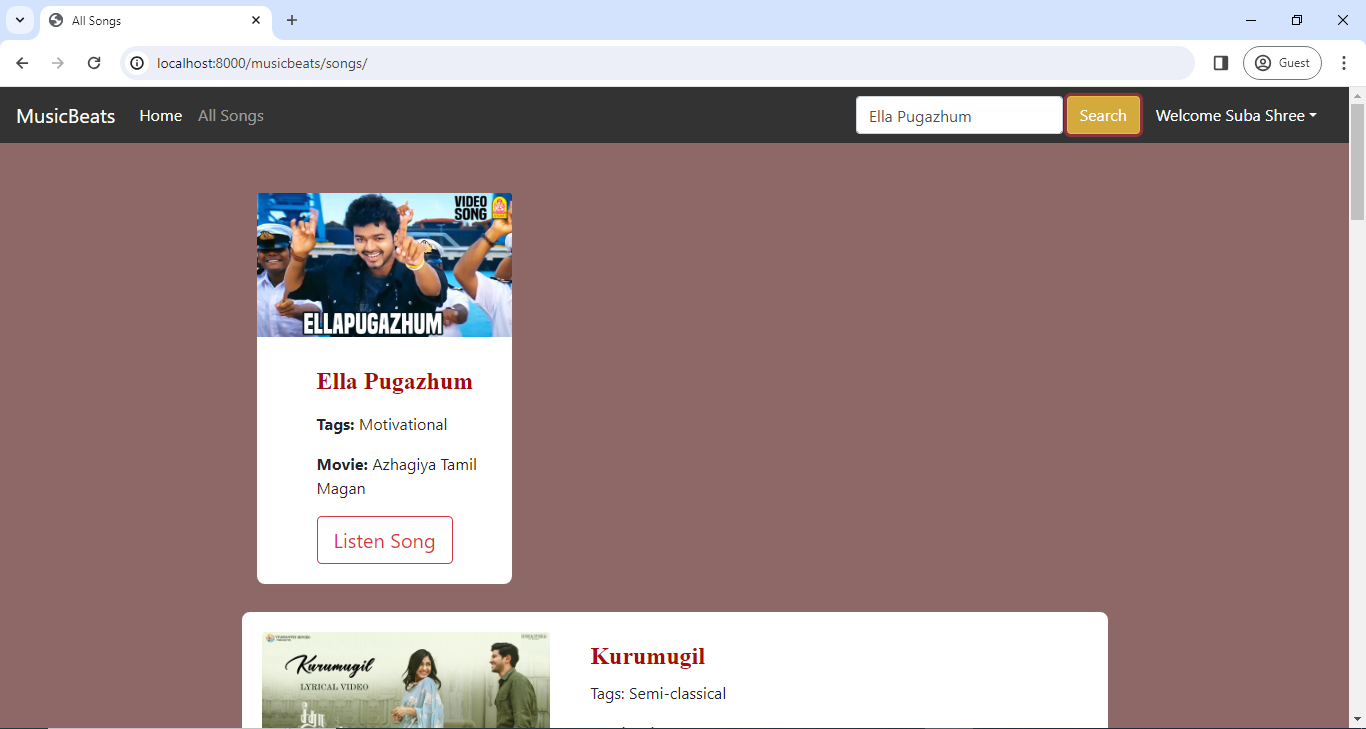 All Songs
localhost:8000/musicbeats/songs/
Guest
MusicBeats
Home
All Songs
Ella Pugazhum
Search
Welcome Suba Shree
VIDEO
SONG
ELLAPUGAZHUM
Ella Pugazhum
Tags: Motivational
Movie: Azhagiya Tamil
Magan
Listen Song
Kurumugil
LYRICAL VIDEO
Kurumugil
Tags: Semi-classical